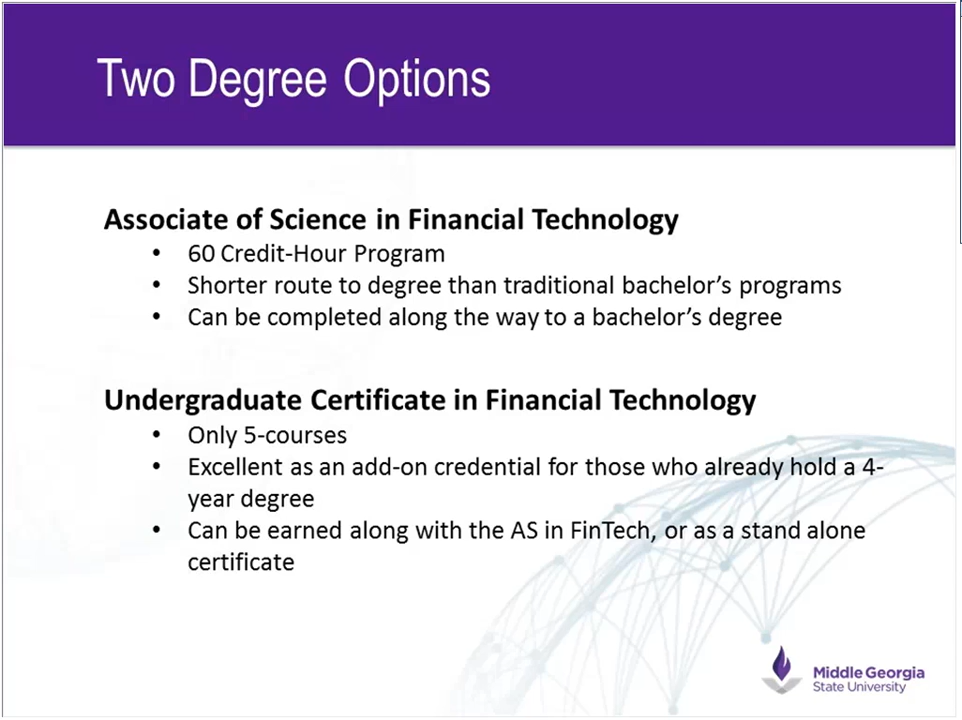 Two Degree Options
Associate of Science in Financial Technology
• 60 Credit-Hour Program
• Shorter route to degree than traditional bachelor's programs
• Can be completed along the way to a bachelor's degree
Undergraduate Certificate in Financial Technology
• Only 5-courses
• Excellent as an add-on credential for those who already hold a 4-
year degree
• Can be earned along with the AS in FinTech, or as a stand alone
certificate
Middle Georgia
State University